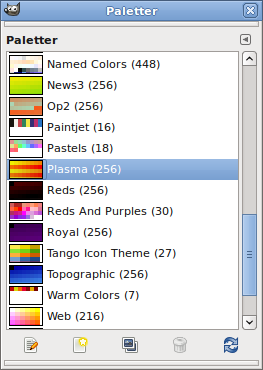 Paletter
Paletter
Named Colors (448)
News3 (256)
Op2 (256)
Paintjet (16)
Pastels (18)
Plasma (256)
Reds (256)
Reds And Purples (30)
Royal (256)
Tango Icon Theme (27)
Topographic (256)
Warm Colors (7)
Web (216)